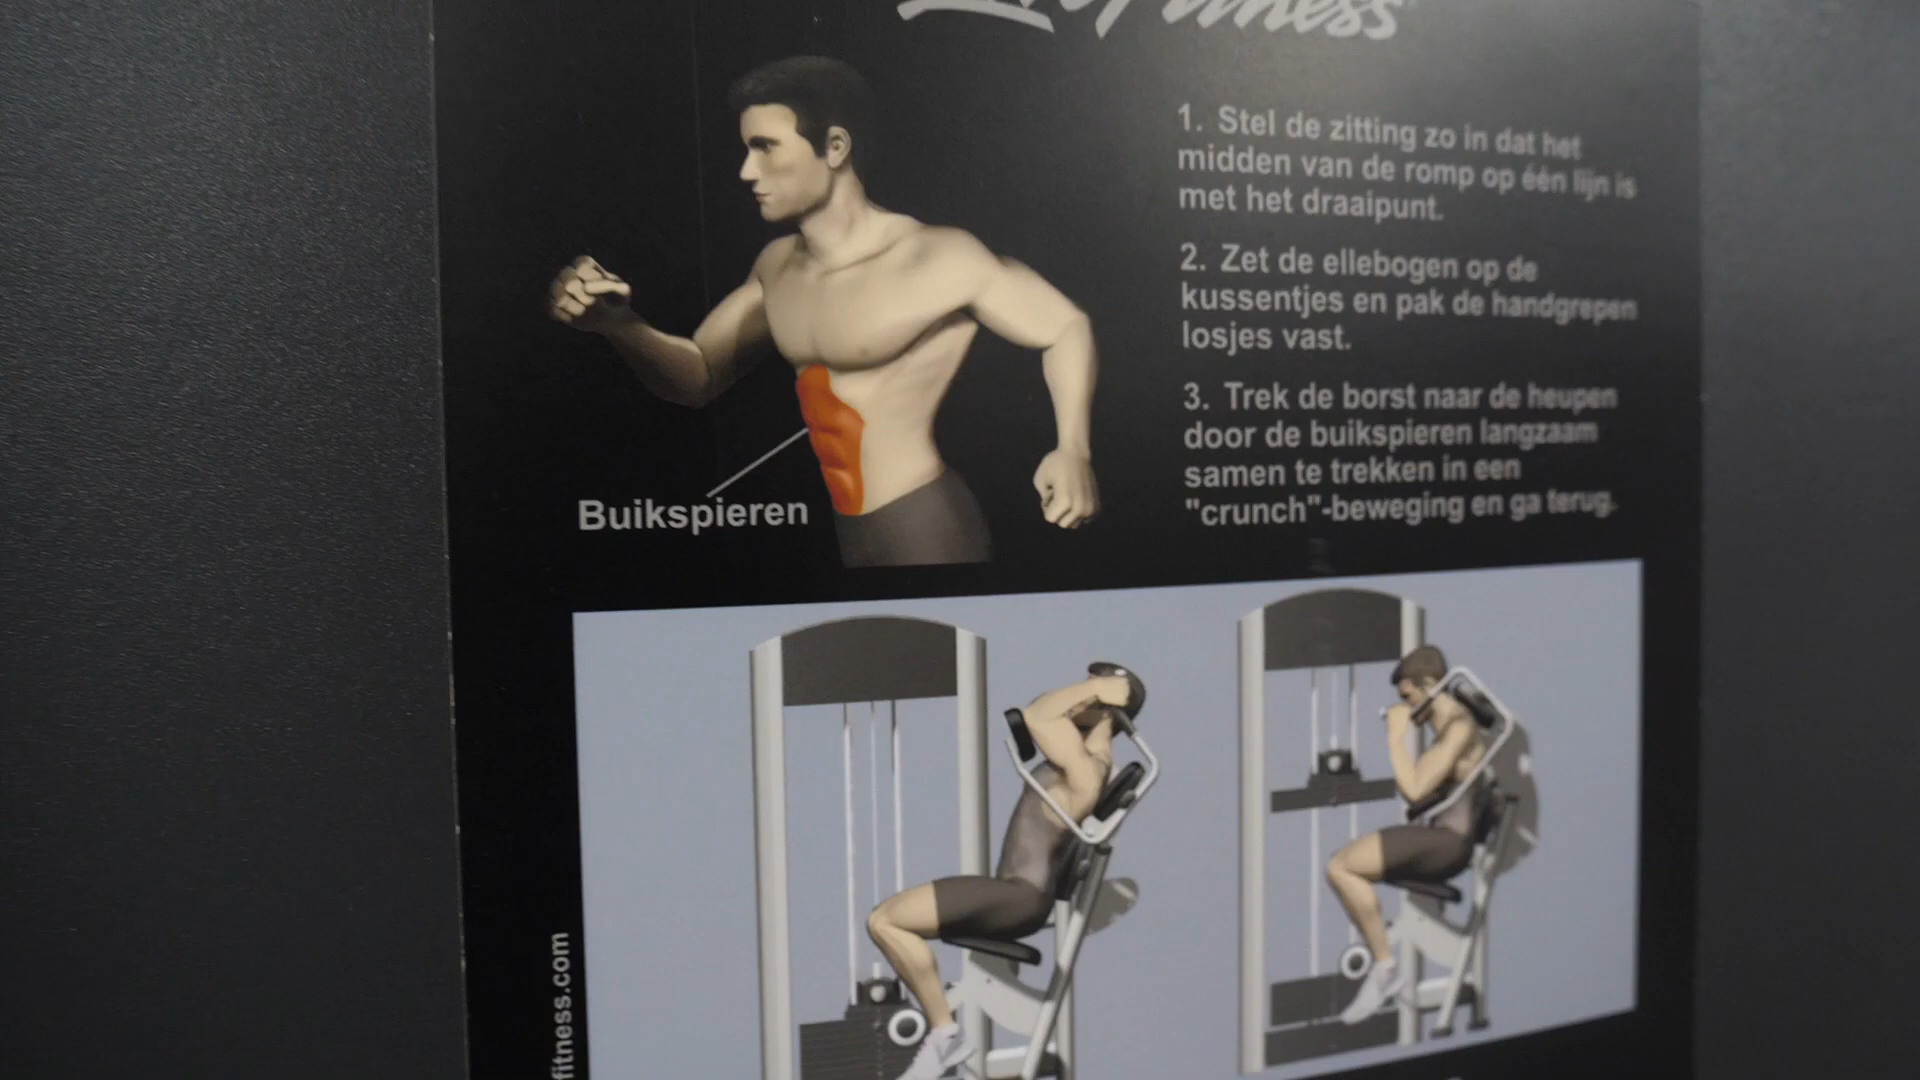 Life Fitness
1. Stel de zitting zo in dat het
midden van de romp op één lijn is
met het draaipunt.
2. Zet de ellebogen op de
kussentjes en pak de handgrepen
losjes vast.
3. Trek de borst naar de heupen
door de buikspieren langzaam
samen te trekken in een
"crunch"-beweging en ga terug.
Buikspieren
fitness.com